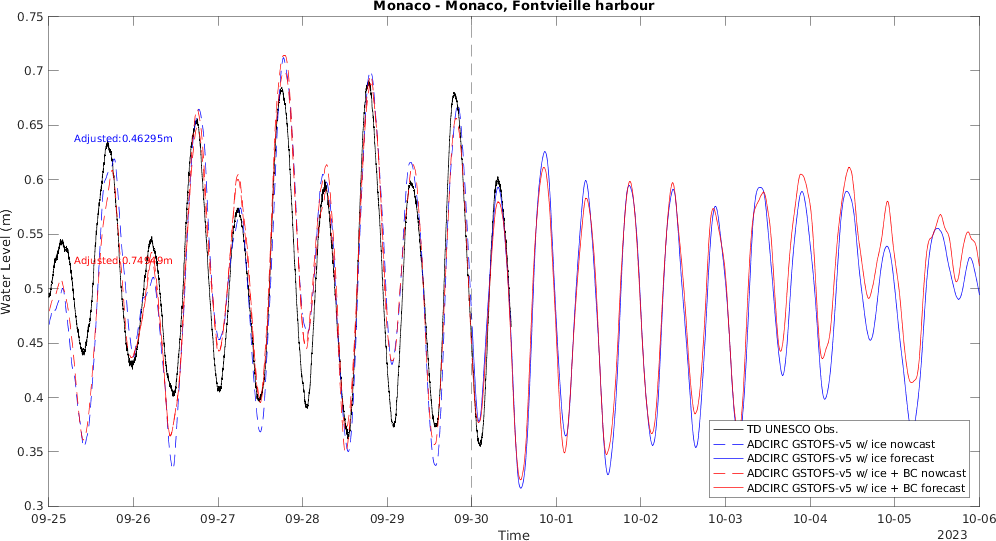 Monaco - Monaco, Fontvieille harbour
0.75
0.7
0.65
0.6
0.55
0.5
0.45
0.4
0.35
0.3
Water Level (m)
Adjusted:0.46295m
Adjusted:0.74949m
TD UNESCO Obs.
ADCIRC GSTOFS-v5 w/ ice nowcast
ADCIRC GSTOFS-v5 w/ ice forecast
ADCIRC GSTOFS-v5 w/ ice + BC nowcast
ADCIRC GSTOFS-v5 w/ ice + BC forecast
09-25 09-26 09-27 09-28 09-29 09-30 10-01 10-02 10-03 10-04 10-05 10-06
Time
2023